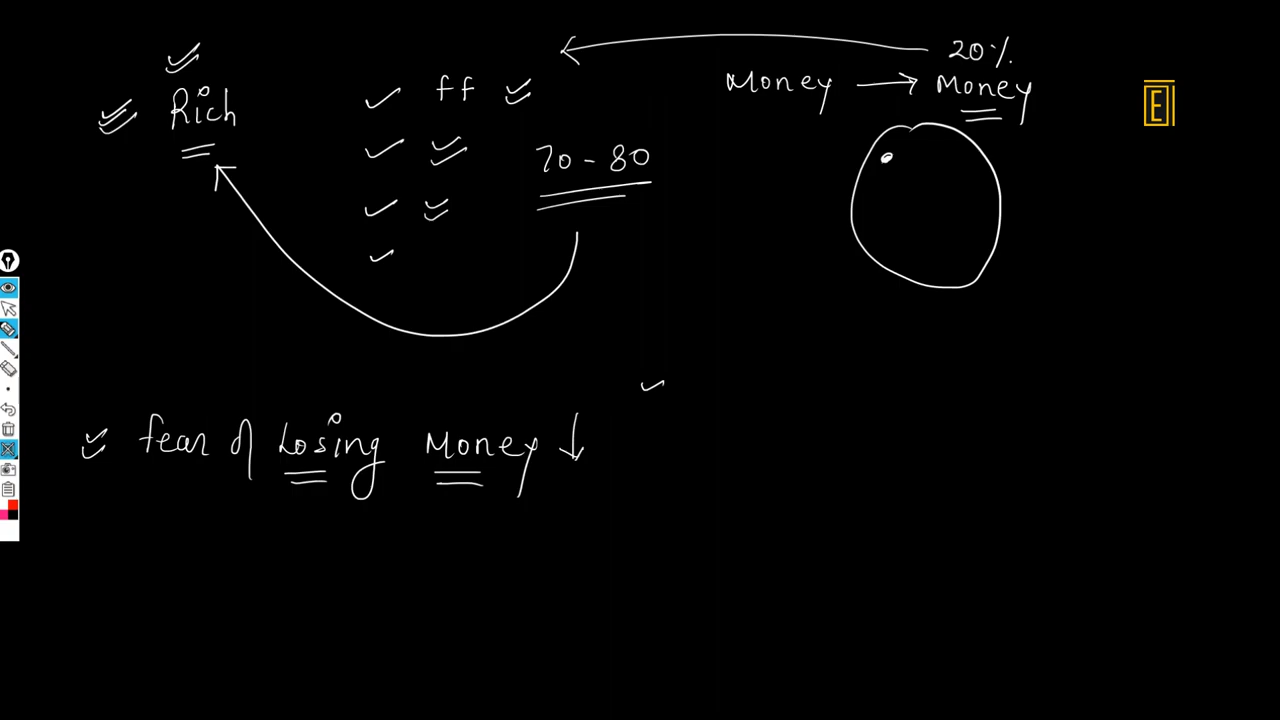 20%
Money → Money
Rich
ff
70 - 80
fear of Losing Money ↓
E